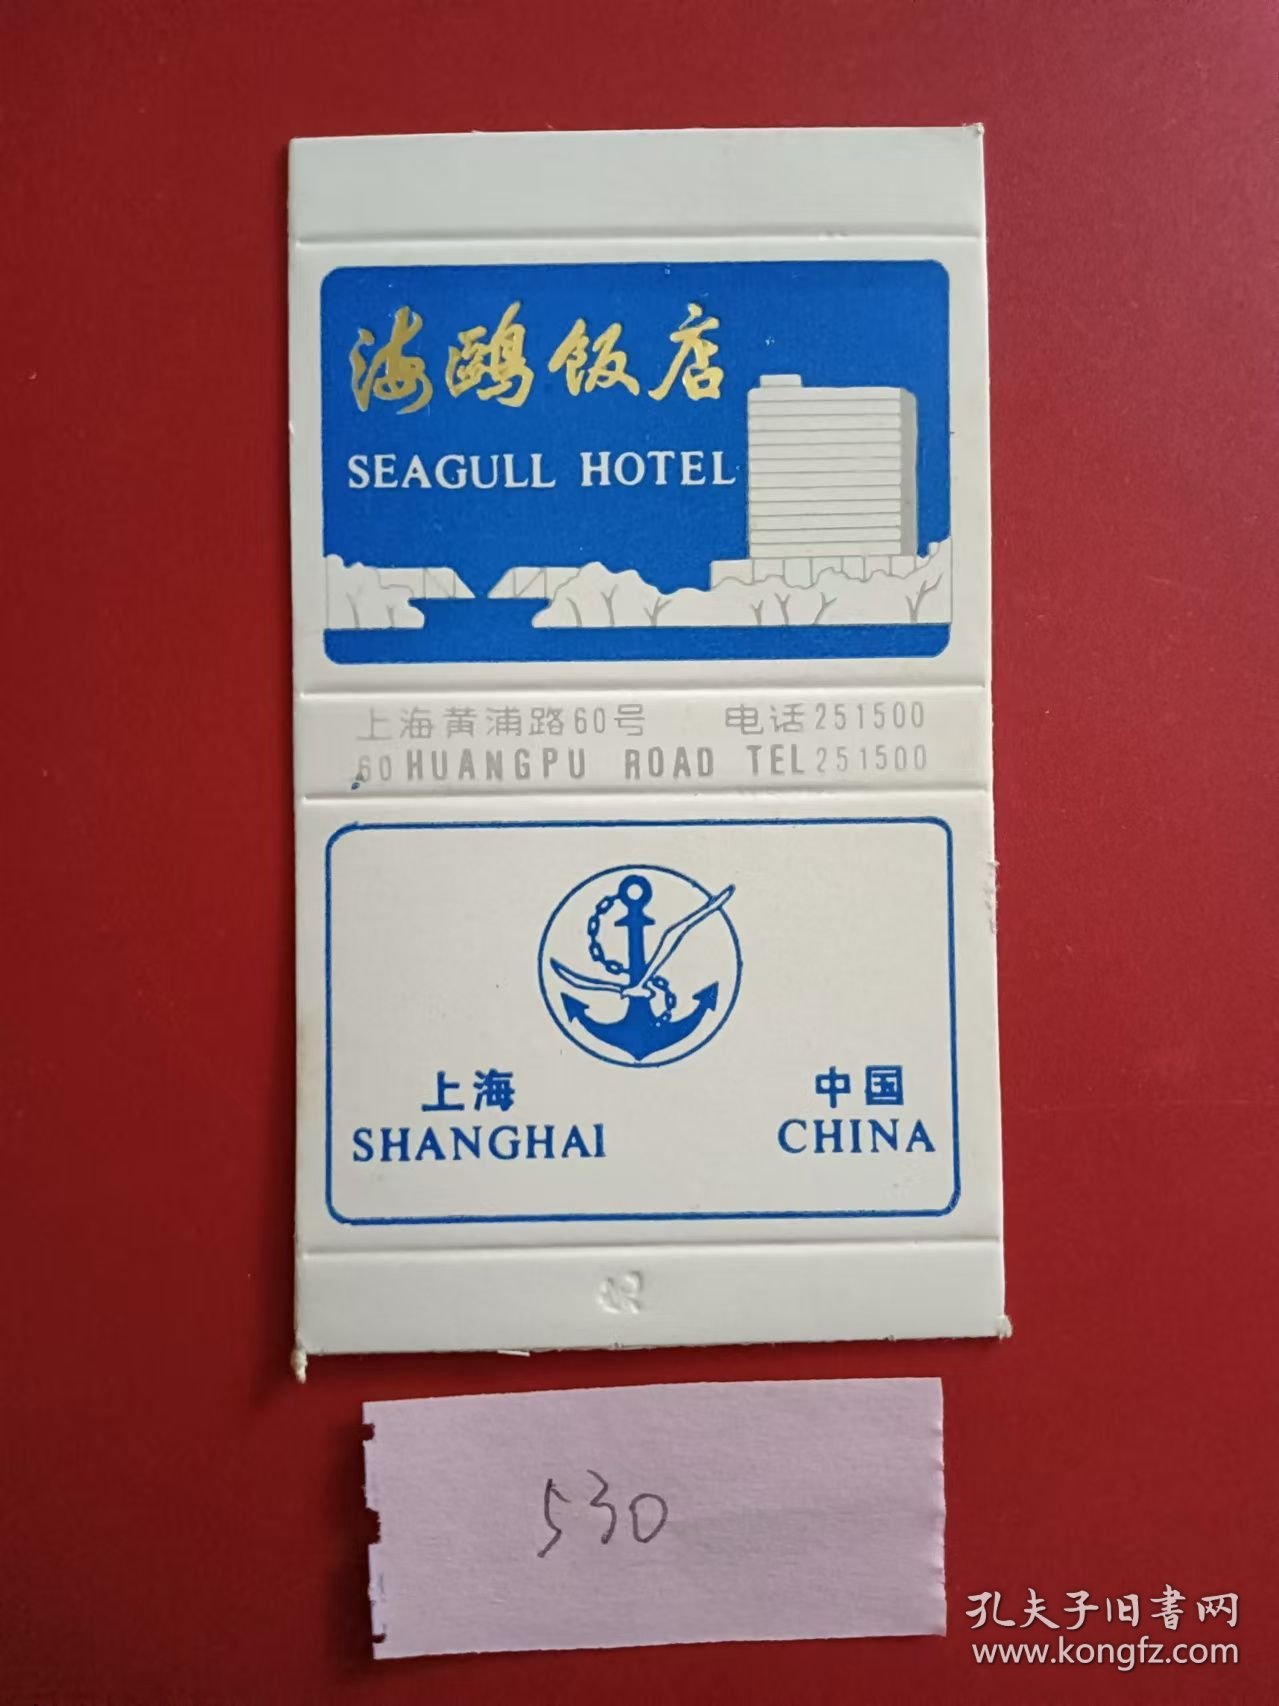 海鸥饭店
SEAGULL HOTEL
上海黄浦路60号 电话251500
60 HUANGPU ROAD TEL 251500
上海 中国
SHANGHAI CHINA
530
孔夫子旧书网
www.kongfz.com